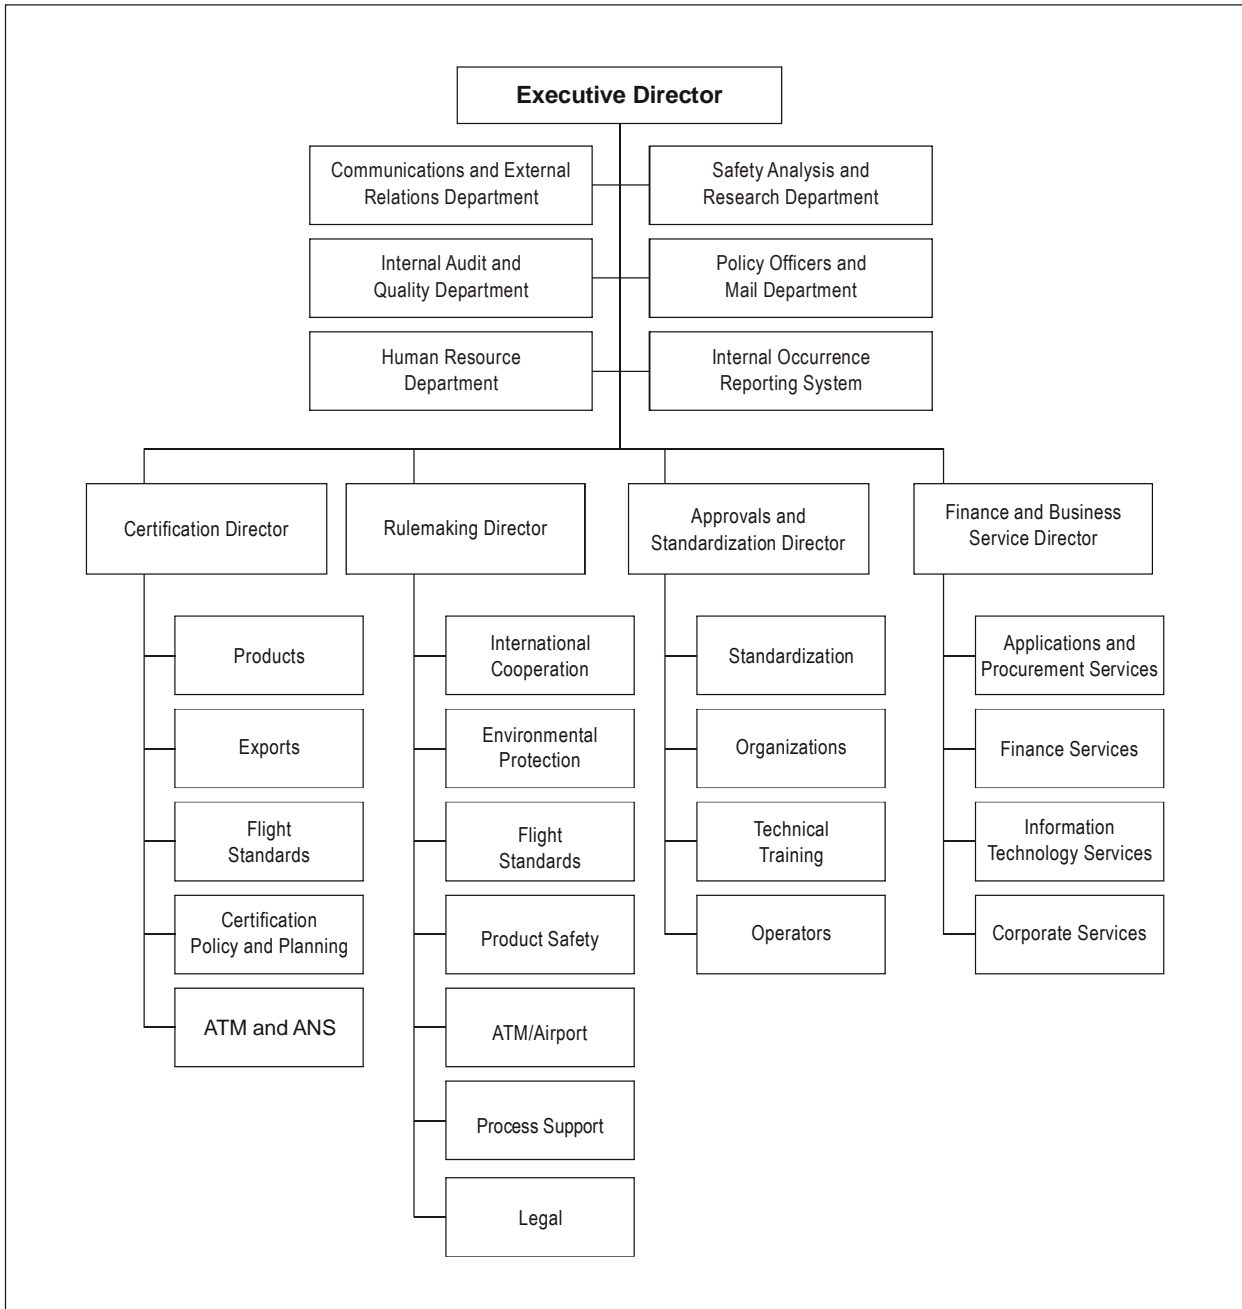 Executive Director
Communications and External
Relations Department
Safety Analysis and
Research Department
Internal Audit and
Quality Department
Policy Officers and
Mail Department
Human Resource
Department
Internal Occurrence
Reporting System
Certification Director
Rulemaking Director
Approvals and
Standardization Director
Finance and Business
Service Director
Products
Exports
Flight
Standards
Certification
Policy and Planning
ATM and ANS
International
Cooperation
Environmental
Protection
Flight
Standards
Product Safety
ATM/Airport
Process Support
Legal
Standardization
Organizations
Technical
Training
Operators
Applications and
Procurement Services
Finance Services
Information
Technology Services
Corporate Services